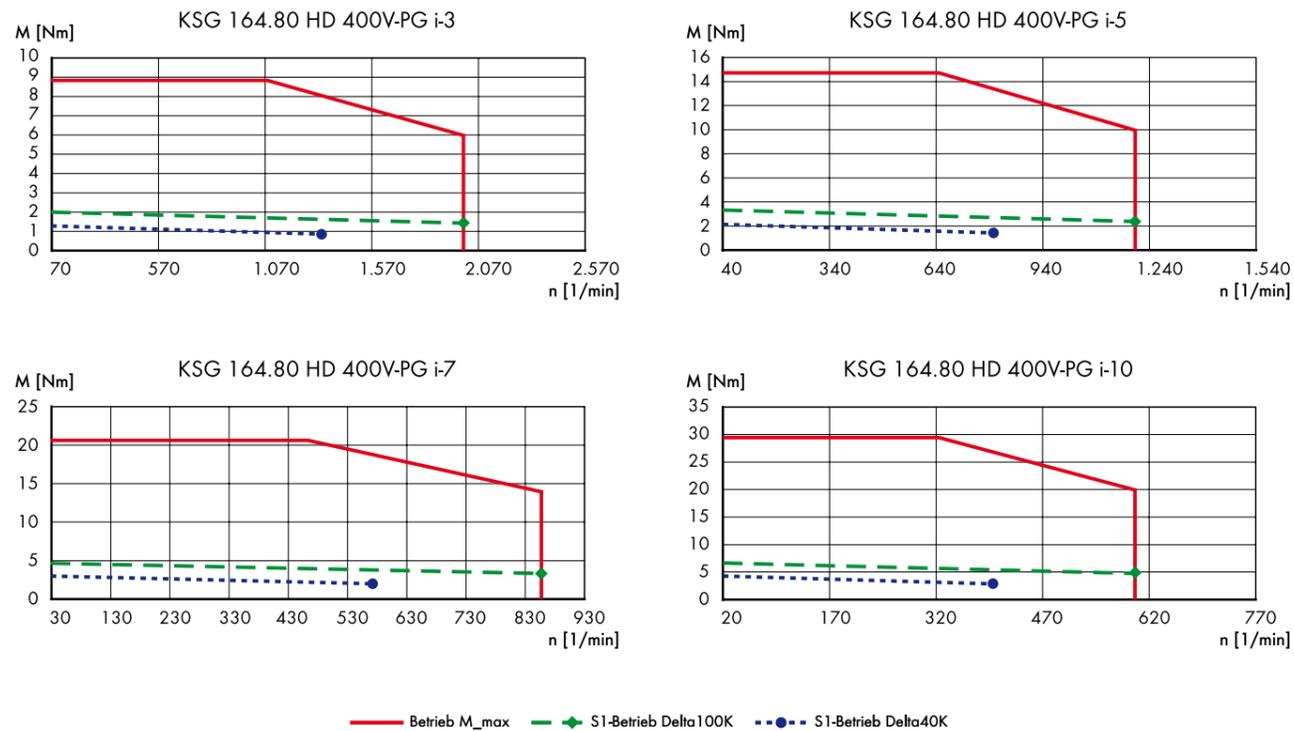 KSG 164.80 HD 400V-PG i-3
M [Nm]
10
9
8
7
6
5
4
3
2
1
0
70 570 1.070 1.570 2.070 2.570
n [1/min]
KSG 164.80 HD 400V-PG i-5
M [Nm]
16
14
12
10
8
6
4
2
0
40 340 640 940 1.240 1.540
n [1/min]
KSG 164.80 HD 400V-PG i-7
M [Nm]
25
20
15
10
5
0
30 130 230 330 430 530 630 730 830 930
n [1/min]
KSG 164.80 HD 400V-PG i-10
M [Nm]
35
30
25
20
15
10
5
0
20 170 320 470 620 770
n [1/min]
Betrieb M_max S1-Betrieb Delta100K S1-Betrieb Delta40K